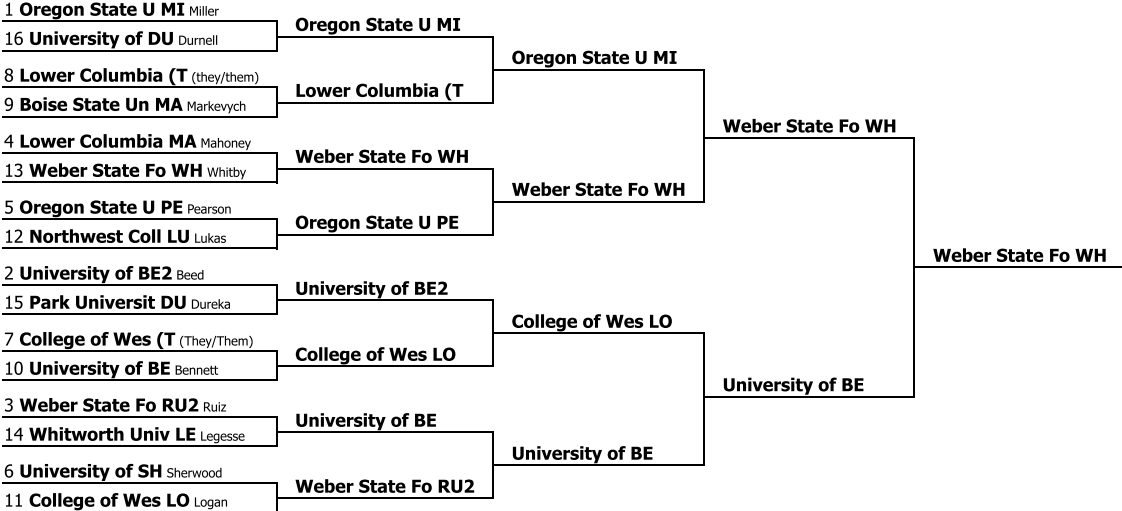 1 Oregon State U MI Miller
16 University of DU Durnell
8 Lower Columbia (T (they/them)
9 Boise State Un MA Markevych
4 Lower Columbia MA Mahoney
13 Weber State Fo WH Whitby
5 Oregon State U PE Pearson
12 Northwest Coll LU Lukas
2 University of BE2 Beed
15 Park Universit DU Dureka
7 College of Wes (T (They/Them)
10 University of BE Bennett
3 Weber State Fo RU2 Ruiz
14 Whitworth Univ LE Legesse
6 University of SH Sherwood
11 College of Wes LO Logan
Oregon State U MI
Lower Columbia (T
Weber State Fo WH
Oregon State U PE
University of BE2
College of Wes LO
University of BE
Weber State Fo RU2
Oregon State U MI
Weber State Fo WH
College of Wes LO
University of BE
Weber State Fo WH
University of BE
Weber State Fo WH